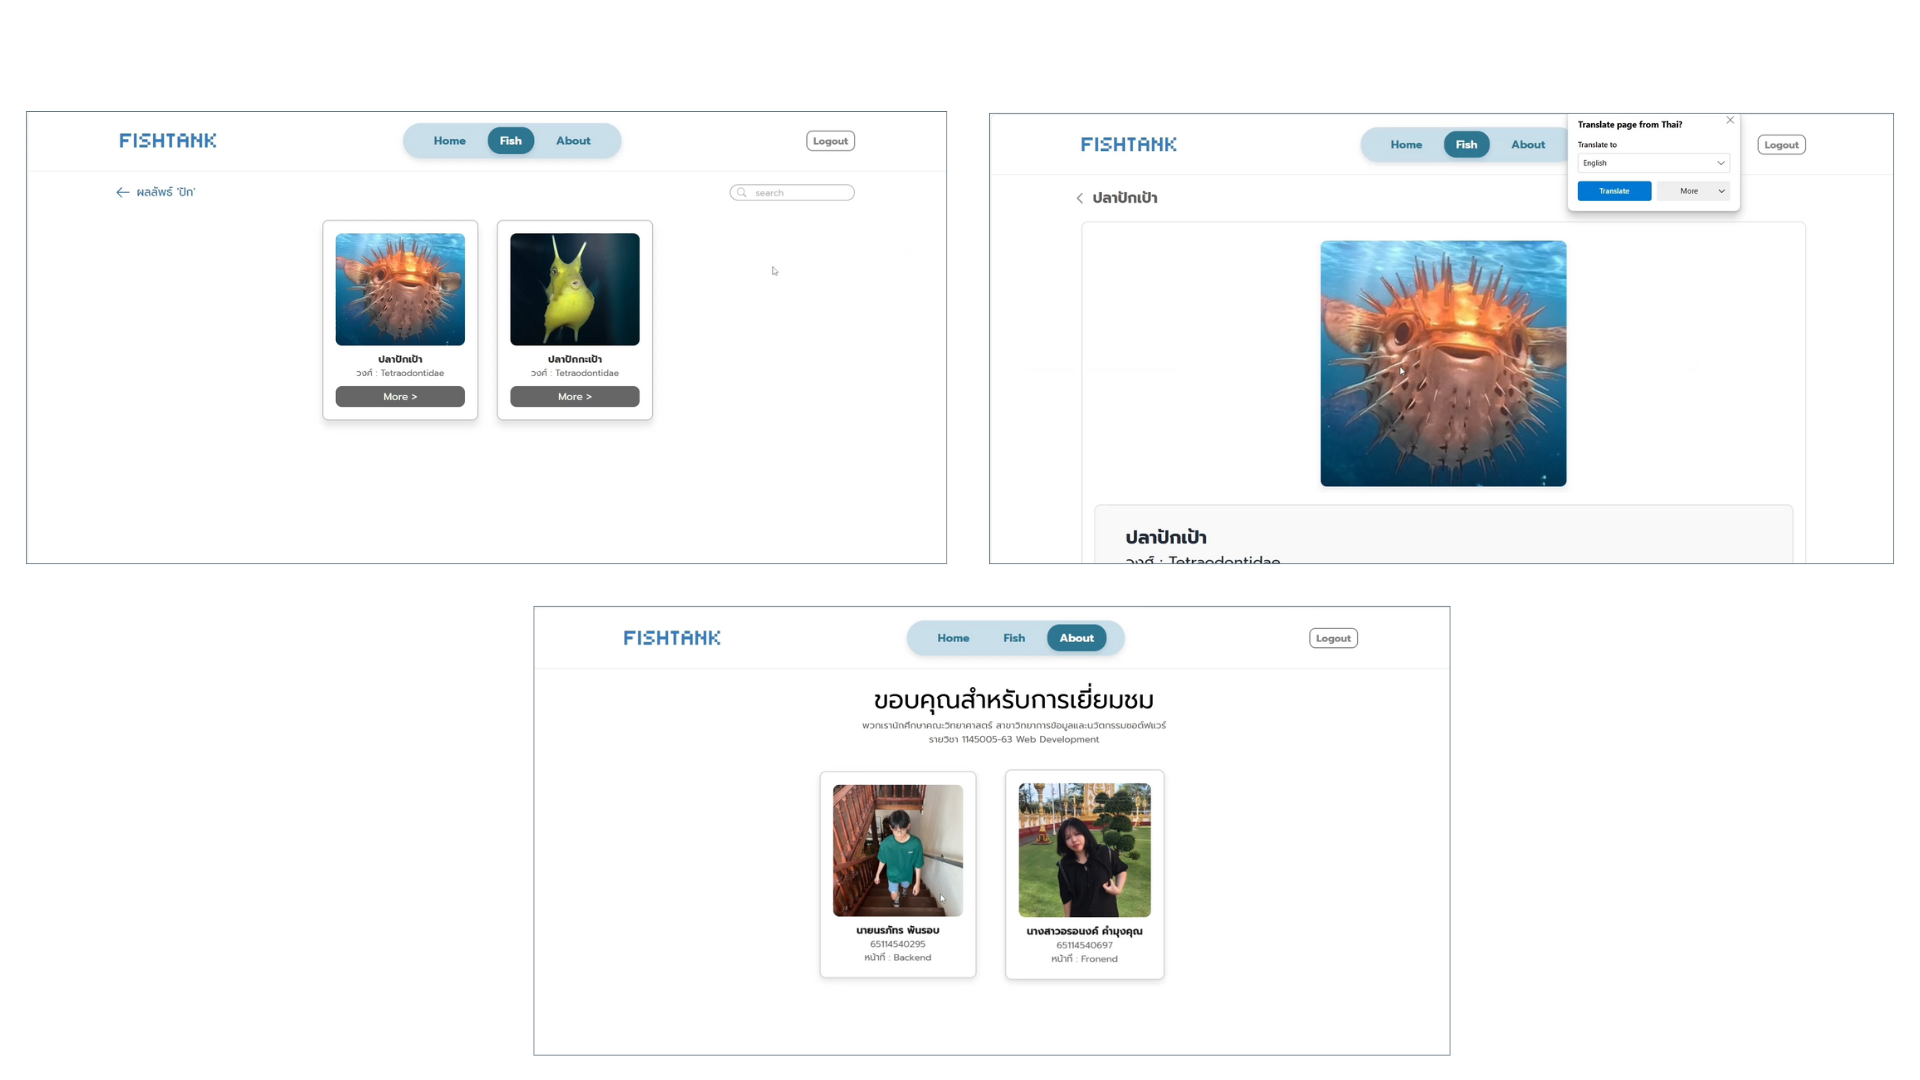 FISHTANK
Home Fish About
Logout
ผลลัพธ์ 'ปัก'
search
ปลาปักเป้า
วงศ์ : Tetraodontidae
More >
ปลาปักกะเป้า
วงศ์ : Tetraodontidae
More >
FISHTANK
Home Fish About
Translate page from Thai?
Translate to
English
Translate More
Logout
ปลาปักเป้า
ปลาปักเป้า
วงศ์ : Tetraodontidae
FISHTANK
Home Fish About
Logout
ขอบคุณสำหรับการเยี่ยมชม
พวกเรานักศึกษาคณะวิทยาศาสตร์ สาขาวิทยาการข้อมูลและนวัตกรรมซอต์ฟแวร์
รายวิชา 1145005-63 Web Development
นายนรภัทร พันรอบ
65114540295
หน้าที่ : Backend
นางสาวอรอนงค์ คำมุงคุณ
65114540697
หน้าที่ : Fronend